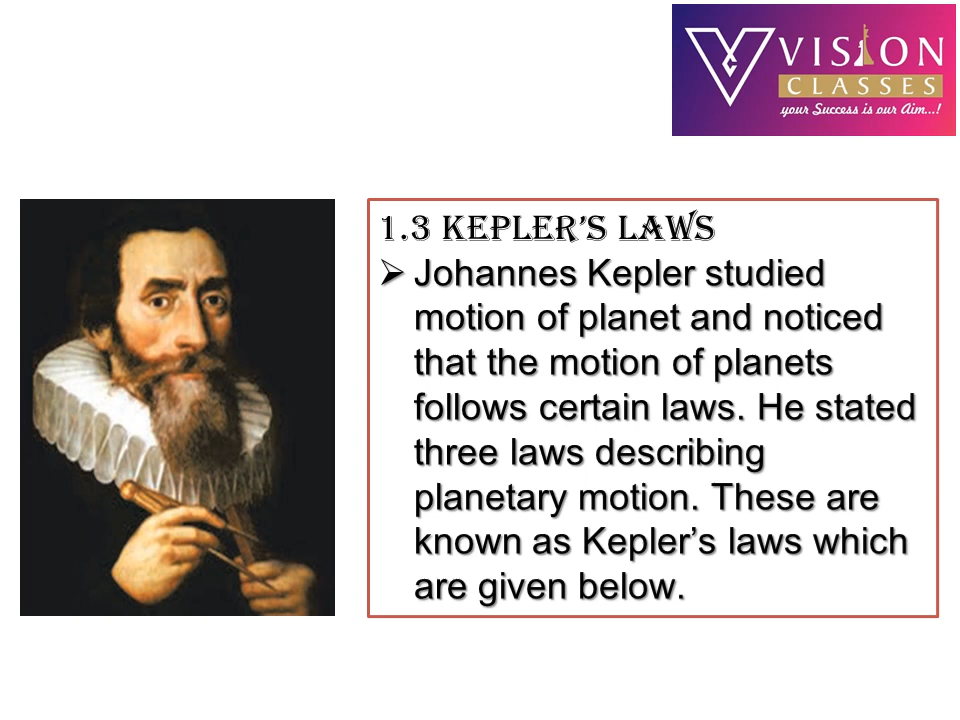 VISION
CLASSES
your Success is our Aim...!
1.3 KEPLER’S LAWS
➢ Johannes Kepler studied
motion of planet and noticed
that the motion of planets
follows certain laws. He stated
three laws describing
planetary motion. These are
known as Kepler’s laws which
are given below.